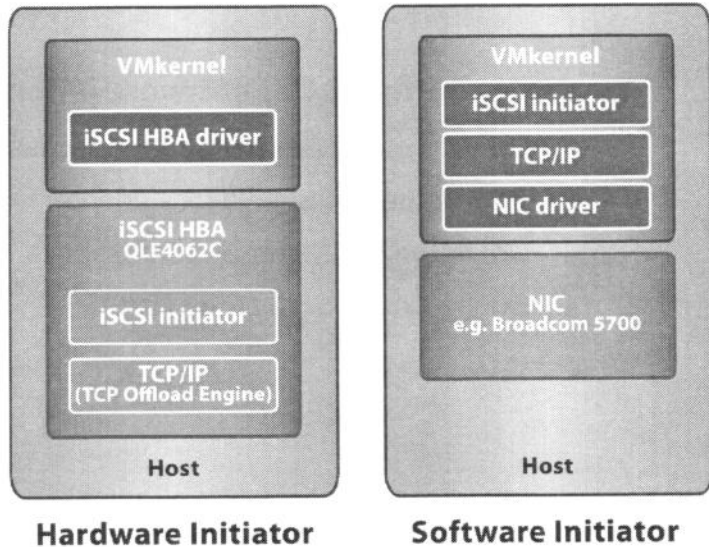 VMkernel
iSCSI HBA driver
iSCSI HBA
QLE4062C
iSCSI initiator
TCP/IP
(TCP Offload Engine)
Host
Hardware Initiator
VMkernel
iSCSI initiator
TCP/IP
NIC driver
NIC
e.g. Broadcom 5700
Host
Software Initiator